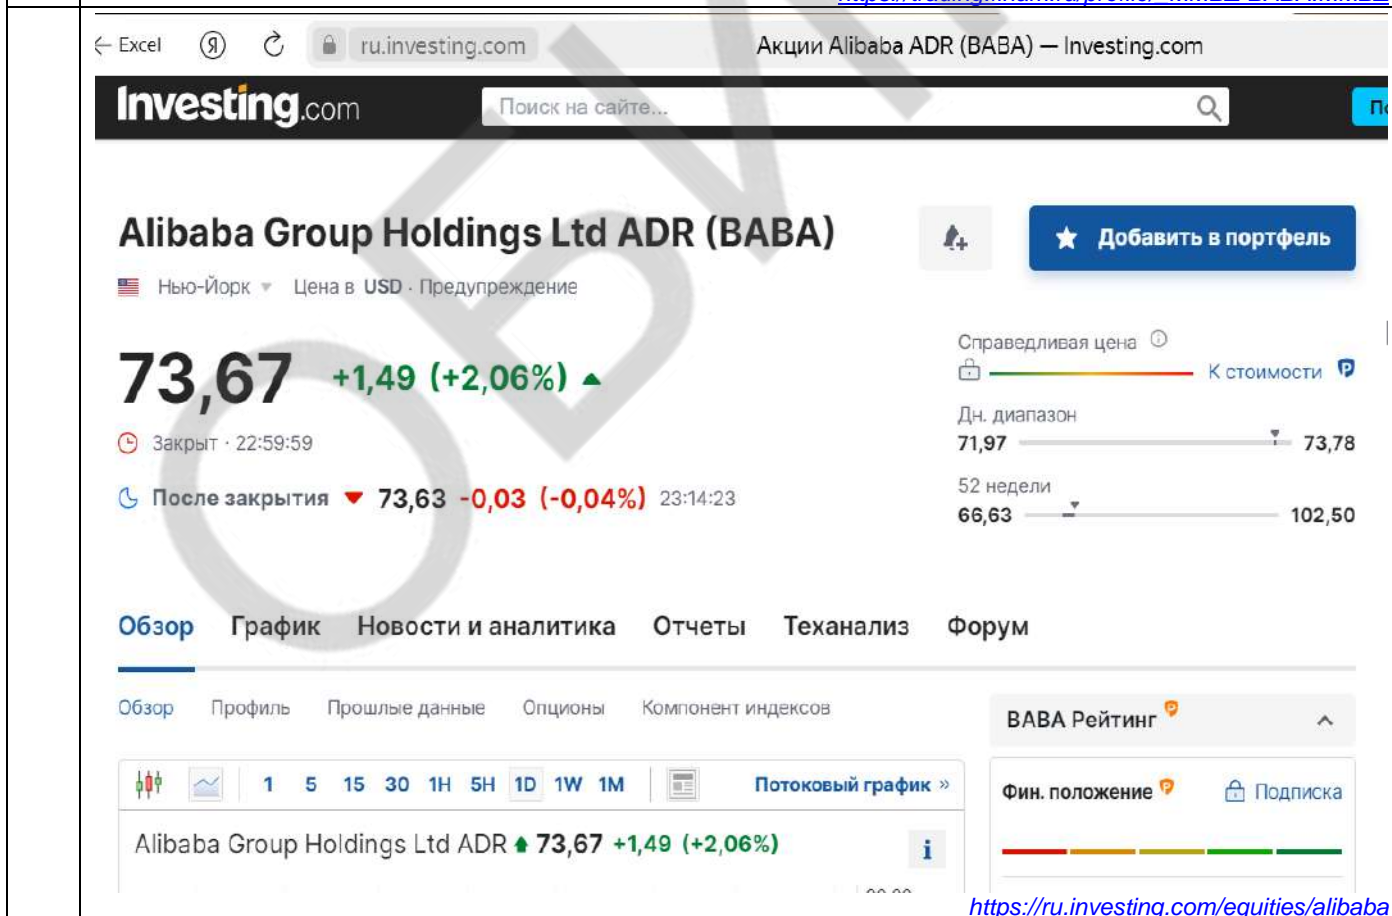 ← Excel Я ru.investing.com Акции Alibaba ADR (BABA) — Investing.com
Investing.com Поиск на сайте...
Alibaba Group Holdings Ltd ADR (BABA)
Добавить в портфель
Нью-Йорк Цена в USD · Предупреждение
73,67 +1,49 (+2,06%)
Справедливая цена
К стоимости
Дн. диапазон
Закрыт · 22:59:59
71,97 73,78
После закрытия 73,63 -0,03 (-0,04%) 23:14:23
52 недели
66,63 102,50
Обзор График Новости и аналитика Отчеты Теханализ Форум
Обзор Профиль Прошлые данные Опционы Компонент индексов
BABA Рейтинг
1 5 15 30 1H 5H 1D 1W 1M Потоковый график »
Фин. положение Подписка
Alibaba Group Holdings Ltd ADR 73,67 +1,49 (+2,06%)
https://ru.investing.com/equities/alibaba